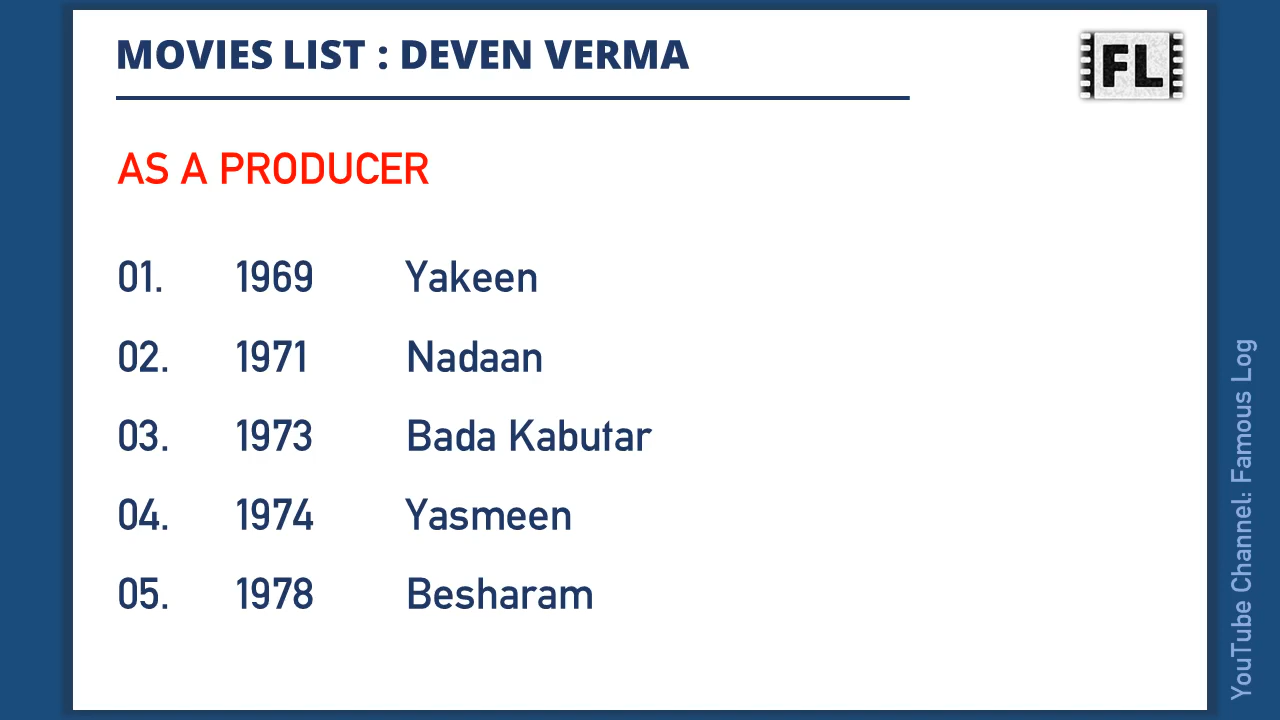 MOVIES LIST : DEVEN VERMA
FL
AS A PRODUCER
01. 1969 Yakeen
02. 1971 Nadaan
03. 1973 Bada Kabutar
04. 1974 Yasmeen
05. 1978 Besharam
YouTube Channel: Famous Log